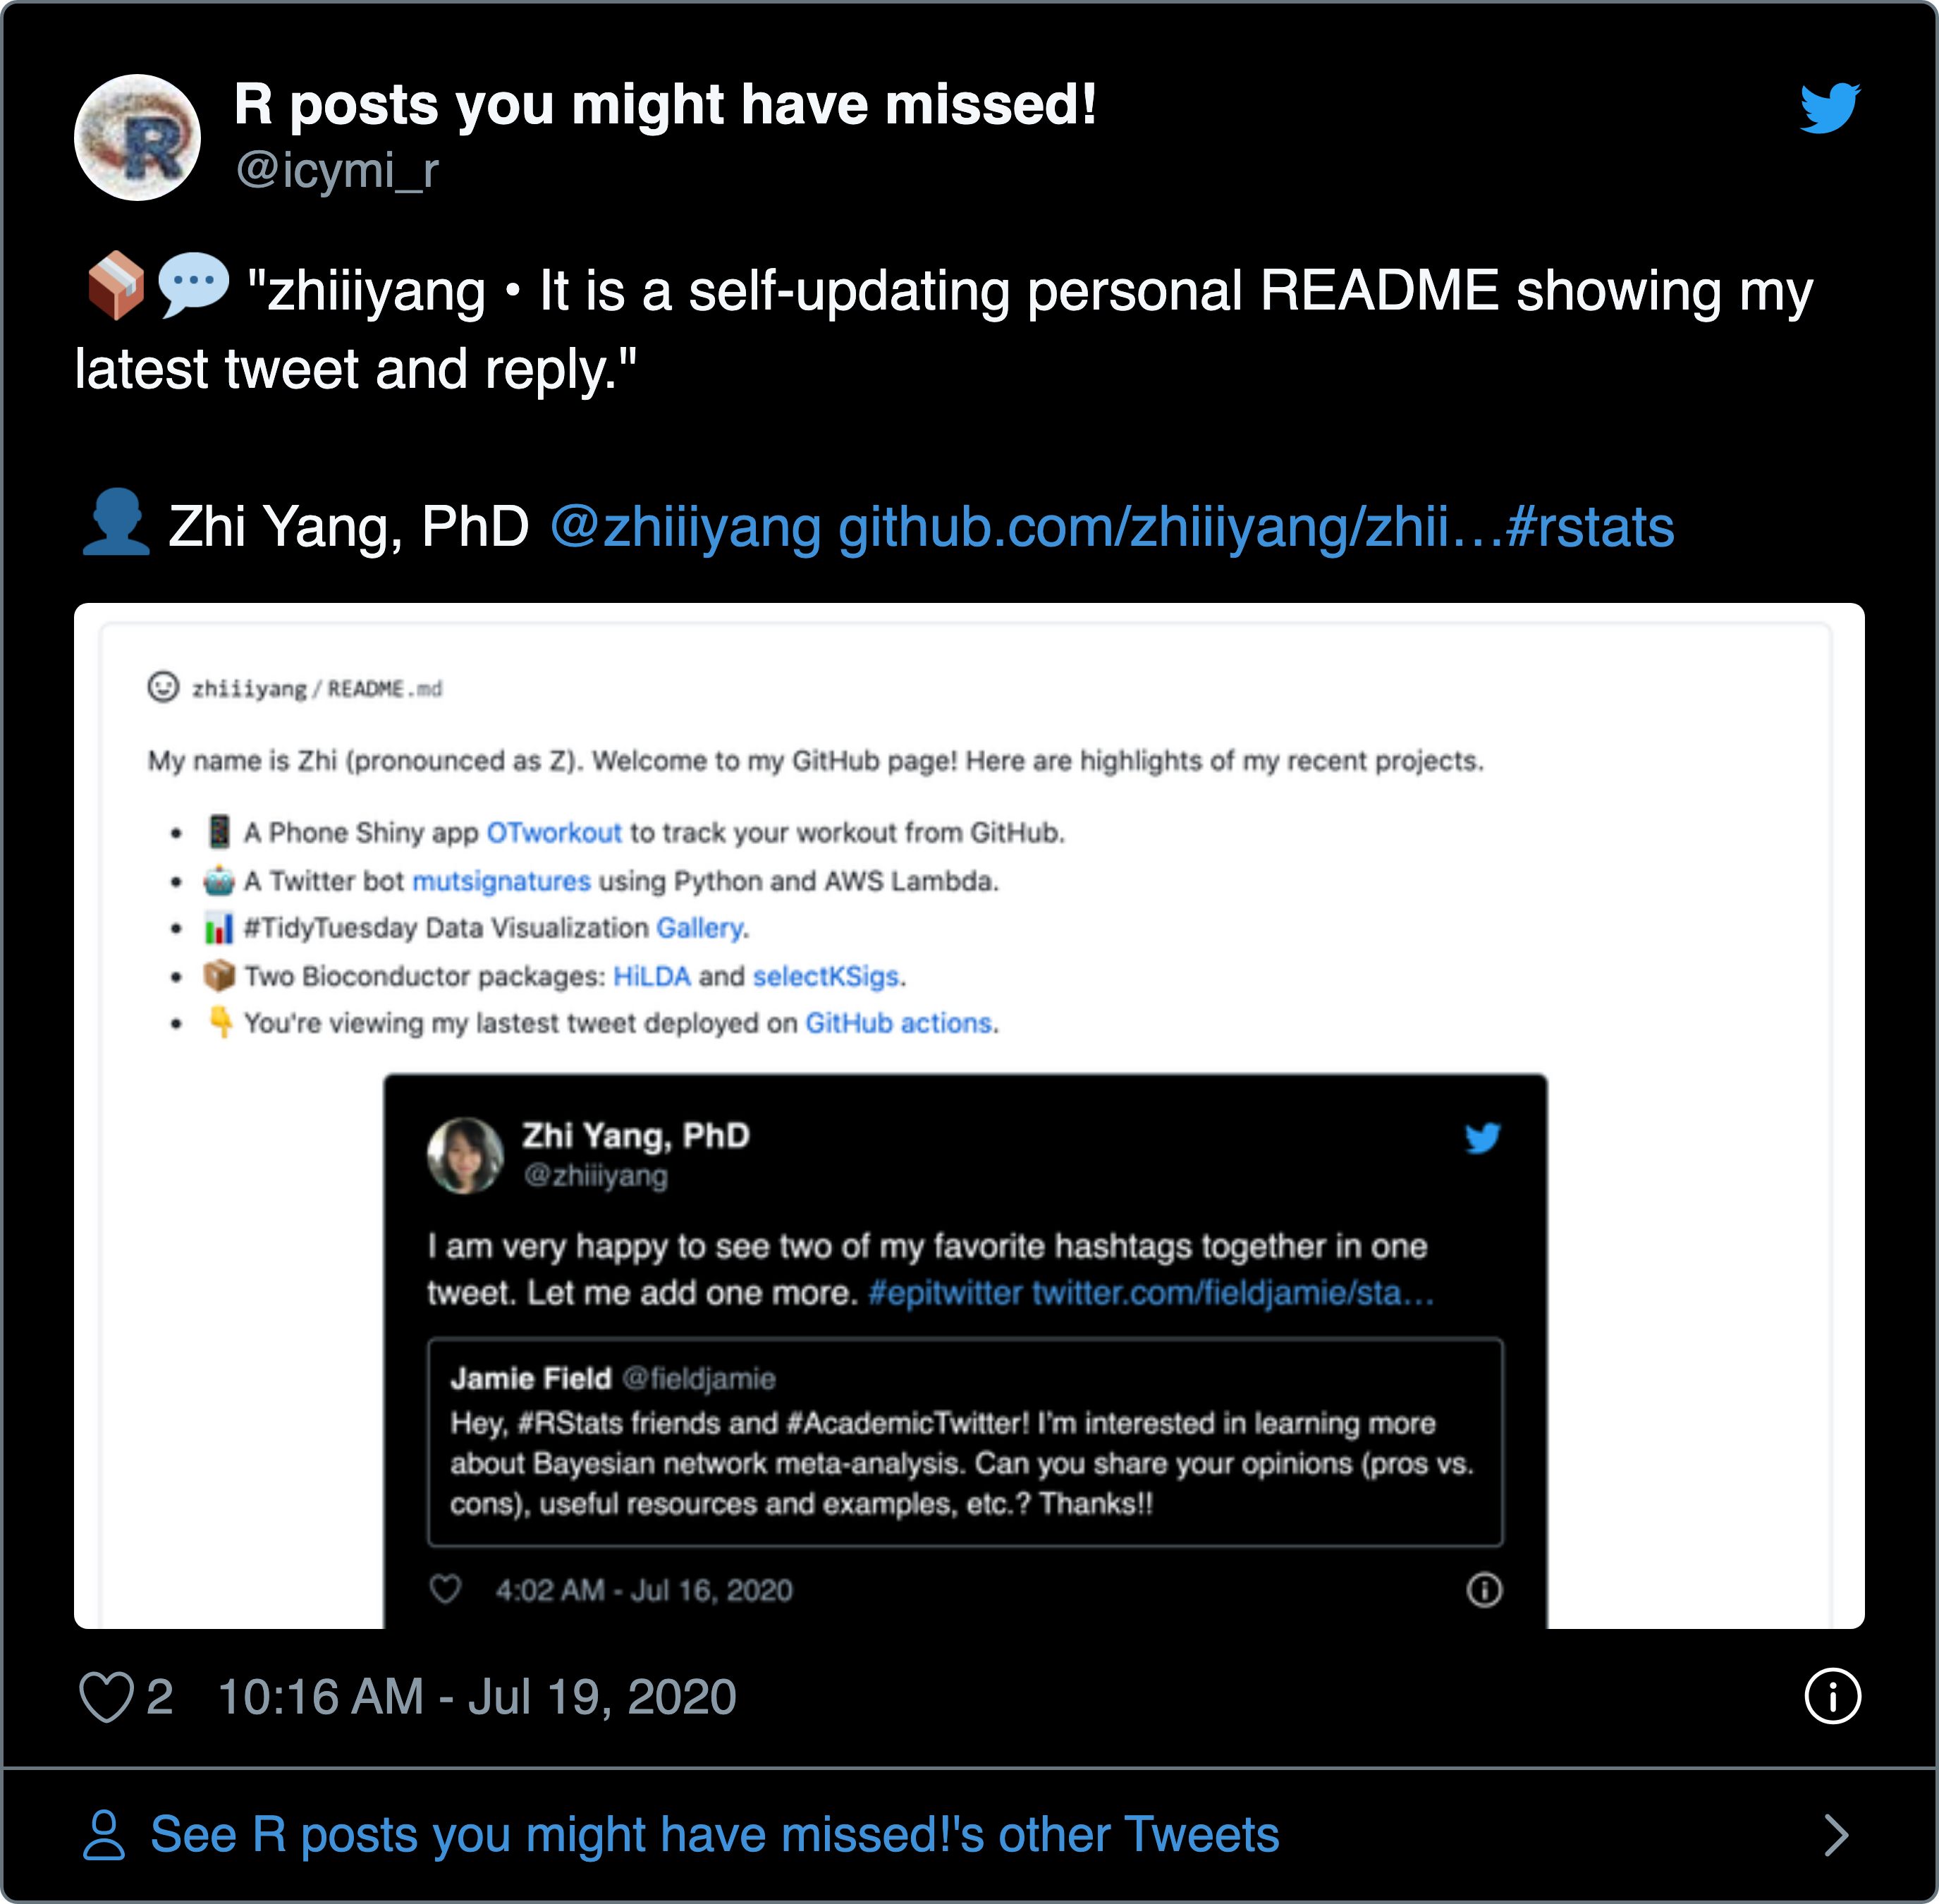 R posts you might have missed!
@icymi_r
📦💬 "zhiiiyang • It is a self-updating personal README showing my
latest tweet and reply."
👤 Zhi Yang, PhD @zhiiiyang github.com/zhiiiyang/zhii…#rstats
zhiiiyang / README.md
My name is Zhi (pronounced as Z). Welcome to my GitHub page! Here are highlights of my recent projects.
• 📱 A Phone Shiny app OTworkout to track your workout from GitHub.
• 🤖 A Twitter bot mutsignatures using Python and AWS Lambda.
• 📊 #TidyTuesday Data Visualization Gallery.
• 📦 Two Bioconductor packages: HiLDA and selectKSigs.
• 👇 You're viewing my lastest tweet deployed on GitHub actions.
Zhi Yang, PhD
@zhiiiyang
I am very happy to see two of my favorite hashtags together in one
tweet. Let me add one more. #epitwitter twitter.com/fieldjamie/sta…
Jamie Field @fieldjamie
Hey, #RStats friends and #AcademicTwitter! I'm interested in learning more
about Bayesian network meta-analysis. Can you share your opinions (pros vs.
cons), useful resources and examples, etc.? Thanks!!
4:02 AM - Jul 16, 2020
2 10:16 AM - Jul 19, 2020
See R posts you might have missed!'s other Tweets